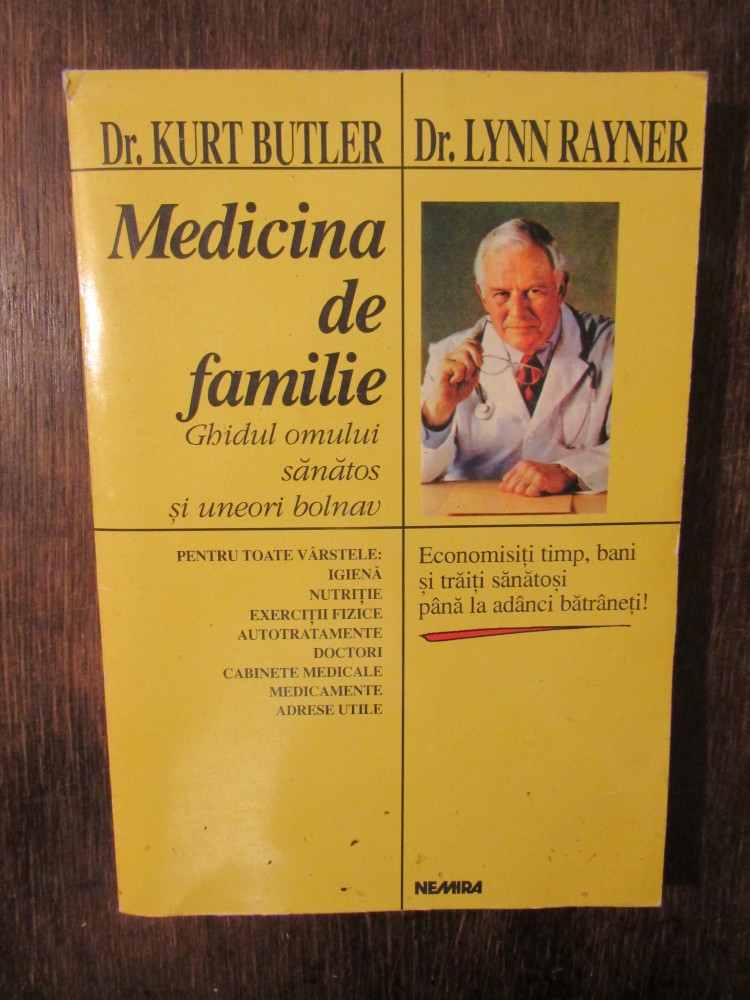 Dr. KURT BUTLER
Dr. LYNN RAYNER
Medicina
de
familie
Ghidul omului
sănătos
și uneori bolnav
PENTRU TOATE VÂRSTELE:
IGIENĂ
NUTRIȚIE
EXERCIȚII FIZICE
AUTOTRATAMENTE
DOCTORI
CABINETE MEDICALE
MEDICAMENTE
ADRESE UTILE
Economisiți timp, bani
și trăiți sănătoși
până la adânci bătrâneți!
NEMIRA